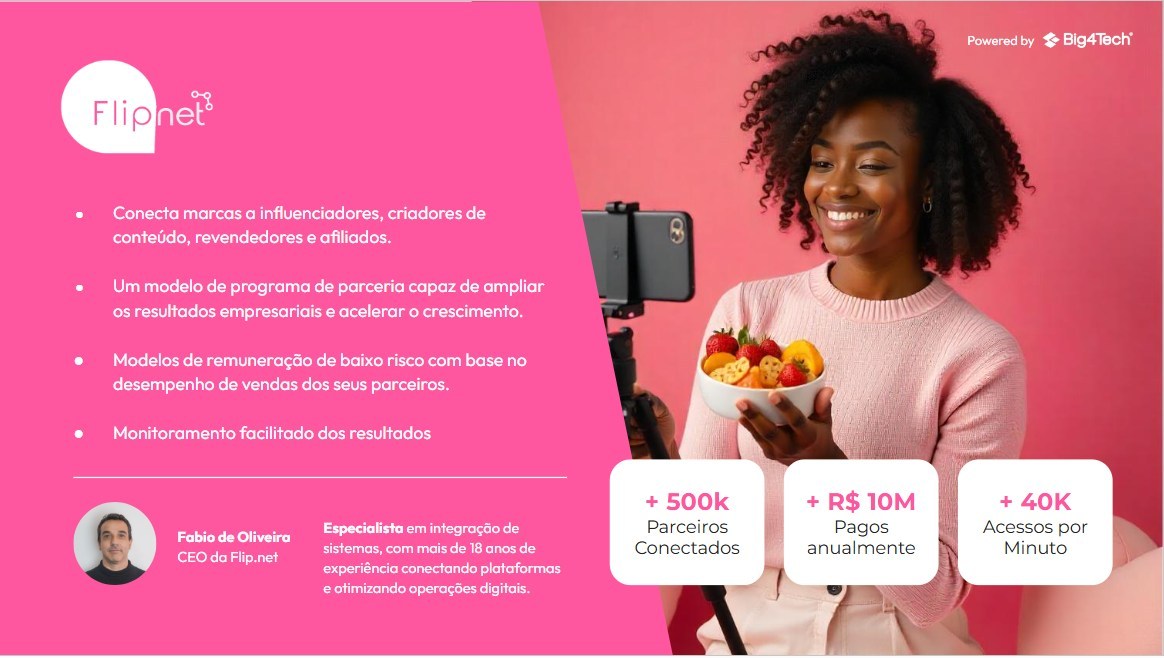 Powered by Big4Tech
Flipnet
• Conecta marcas a influenciadores, criadores de
conteúdo, revendedores e afiliados.
• Um modelo de programa de parceria capaz de ampliar
os resultados empresariais e acelerar o crescimento.
• Modelos de remuneração de baixo risco com base no
desempenho de vendas dos seus parceiros.
• Monitoramento facilitado dos resultados
Fabio de Oliveira
CEO da Flip.net
Especialista em integração de
sistemas, com mais de 18 anos de
experiência conectando plataformas
e otimizando operações digitais.
+ 500k
Parceiros
Conectados
+ R$ 10M
Pagos
anualmente
+ 40K
Acessos por
Minuto